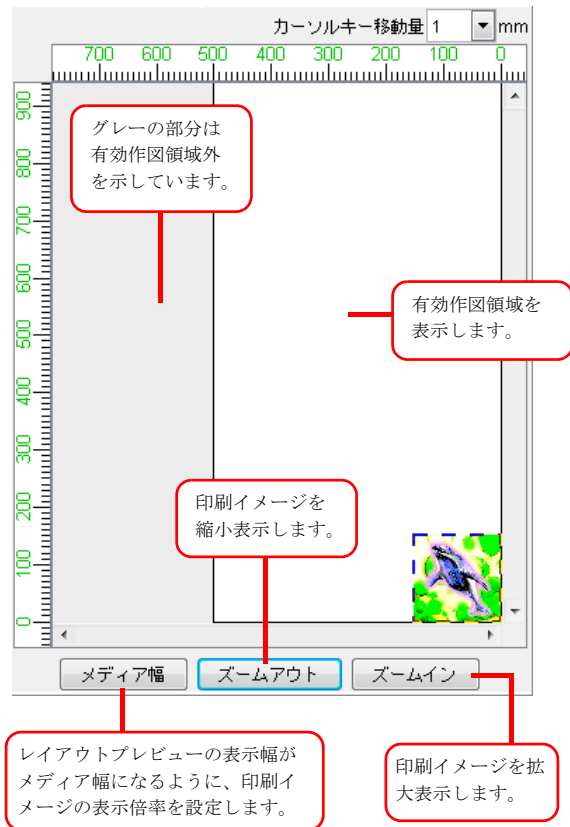 カーソルキー移動量 1 mm
700 600 500 400 300 200 100 0
900
800
700
600
500
400
300
200
100
0
グレーの部分は
有効作図領域外
を示しています。
有効作図領域を
表示します。
印刷イメージを
縮小表示します。
メディア幅 ズームアウト ズームイン
レイアウトプレビューの表示幅が
メディア幅になるように、印刷イ
メージの表示倍率を設定します。
印刷イメージを拡
大表示します。